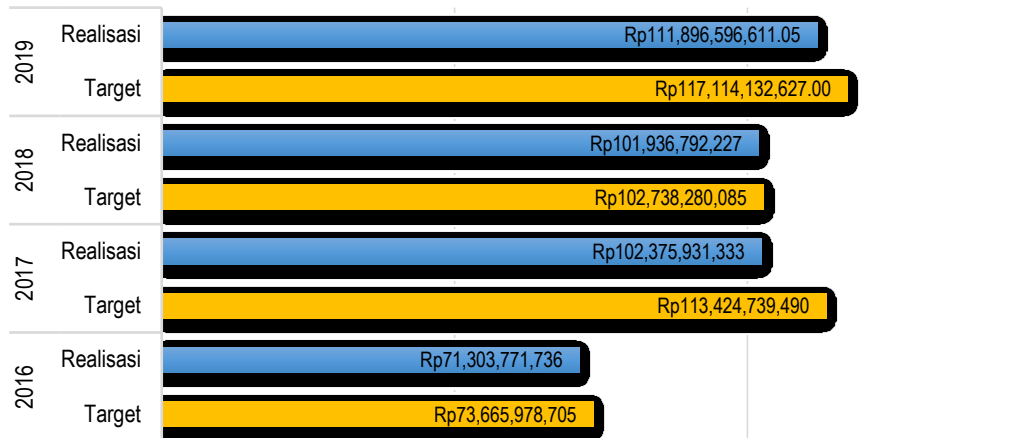 2019
Realisasi
Rp111,896,596,611.05
Target
Rp117,114,132,627.00
2018
Realisasi
Rp101,936,792,227
Target
Rp102,738,280,085
2017
Realisasi
Rp102,375,931,333
Target
Rp113,424,739,490
2016
Realisasi
Rp71,303,771,736
Target
Rp73,665,978,705